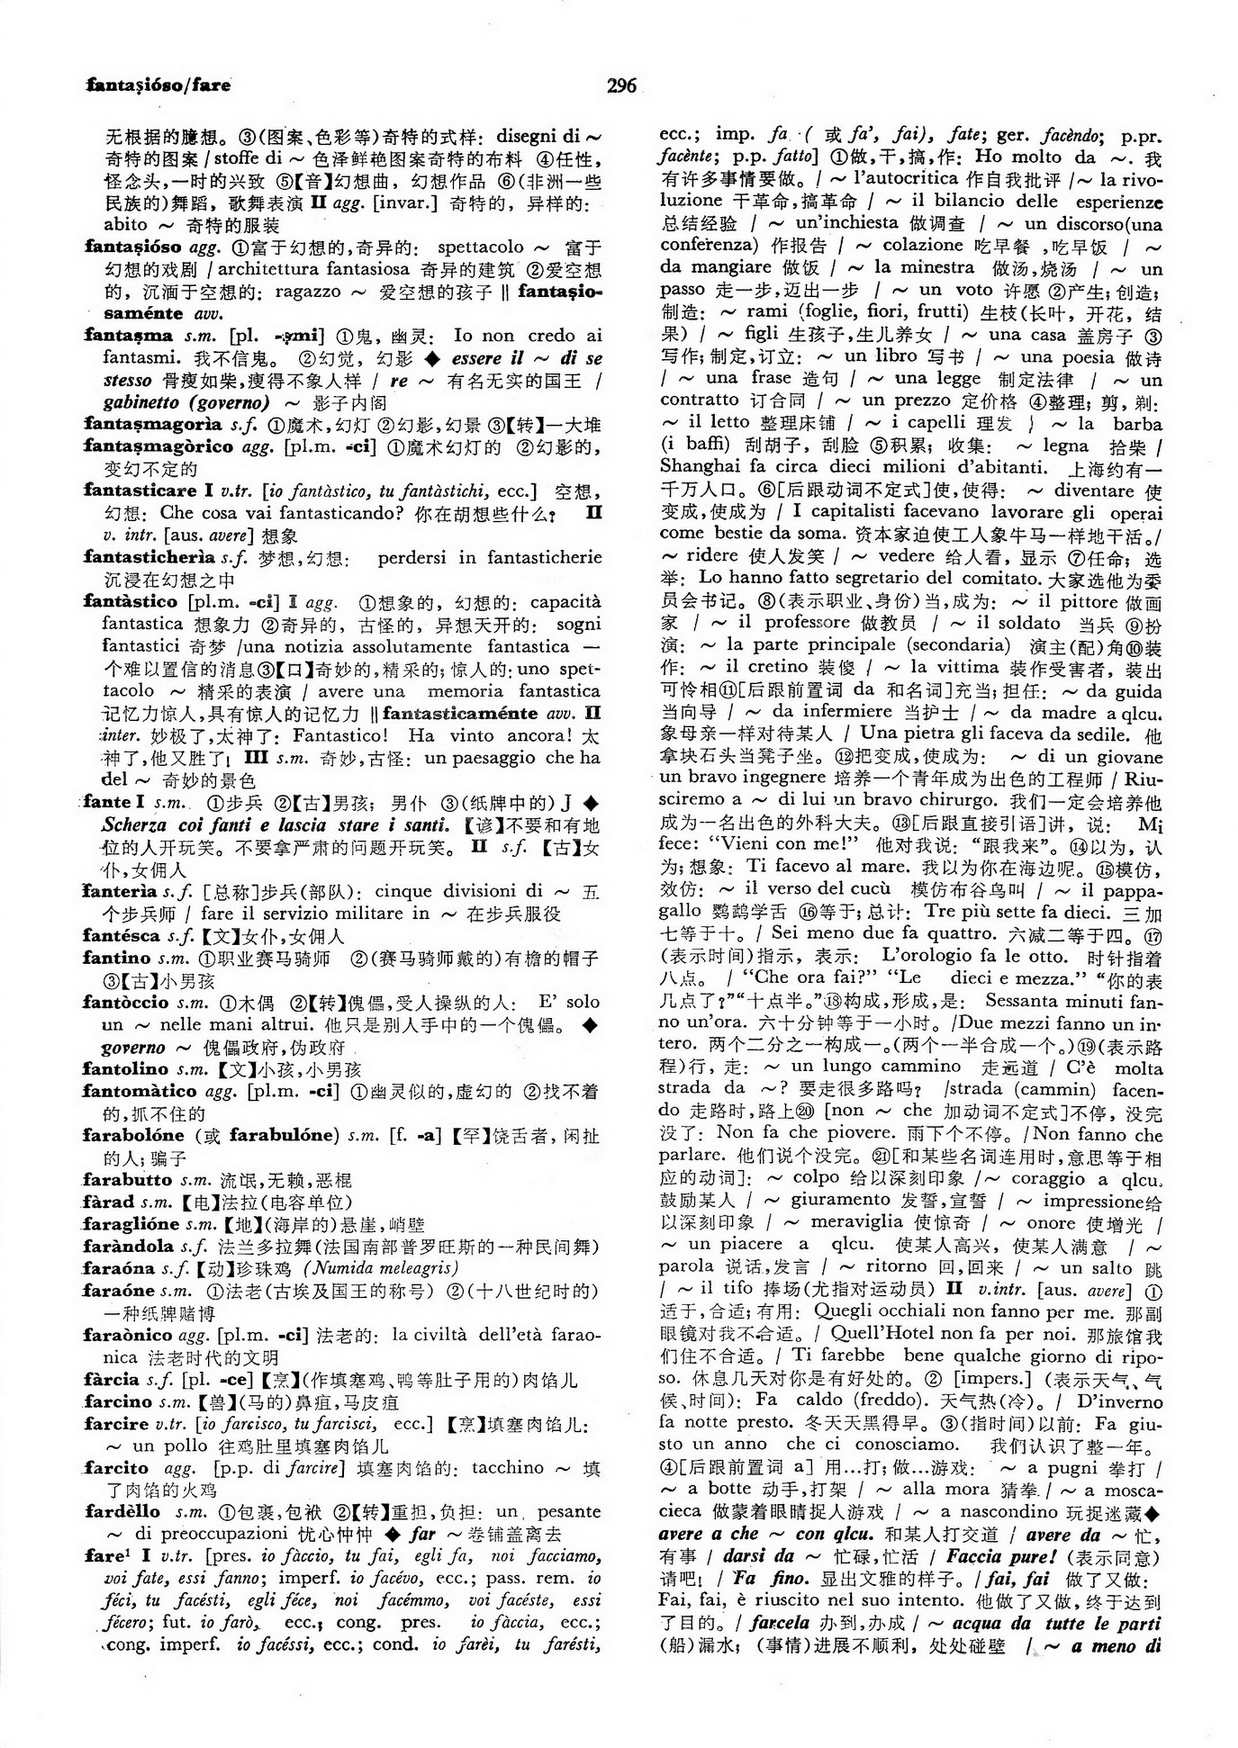 fantaṣióso/fare
296
无根据的臆想。③(图案、色彩等)奇特的式样: disegni di ~
奇特的图案 / stoffe di ~ 色泽鲜艳图案奇特的布料 ④任性,
怪念头,一时的兴致 ⑤【音】幻想曲, 幻想作品 ⑥(非洲一些
民族的)舞蹈, 歌舞表演 II agg. [invar.] 奇特的, 异样的:
abito ~ 奇特的服装
fantaṣióso agg. ①富于幻想的,奇异的: spettacolo ~ 富于
幻想的戏剧 / architettura fantasiosa 奇异的建筑 ②爱空想
的, 沉湎于空想的: ragazzo ~ 爱空想的孩子 ‖ fantaṣio-
saménte avv.
fantaṣma s.m. [pl. -ṣmi] ①鬼, 幽灵: Io non credo ai
fantasmi. 我不信鬼。 ②幻觉, 幻影 ◆ essere il ~ di se
stesso 骨瘦如柴,瘦得不象人样 / re ~ 有名无实的国王 /
gabinetto (governo) ~ 影子内阁
fantaṣmagorìa s.f. ①魔术,幻灯 ②幻影,幻景 ③【转】一大堆
fantaṣmagòrico agg. [pl.m. -ci] ①魔术幻灯的 ②幻影的,
变幻不定的
fantasticare I v.tr. [io fantàstico, tu fantàstichi, ecc.] 空想,
幻想: Che cosa vai fantasticando? 你在胡想些什么? II
v. intr. [aus. avere] 想象
fantasticherìa s.f. 梦想,幻想: perdersi in fantasticherie
沉浸在幻想之中
fantàstico [pl.m. -ci] I agg. ①想象的, 幻想的: capacità
fantastica 想象力 ②奇异的, 古怪的, 异想天开的: sogni
fantastici 奇梦 /una notizia assolutamente fantastica 一
个难以置信的消息③【口】奇妙的,精采的; 惊人的: uno spet-
tacolo ~ 精采的表演 / avere una memoria fantastica
记忆力惊人,具有惊人的记忆力 ‖ fantasticaménte avv. II
inter. 妙极了,太神了: Fantastico! Ha vinto ancora! 太
神了,他又胜了! III s.m. 奇妙,古怪: un paesaggio che ha
del ~ 奇妙的景色
fante I s.m. ①步兵 ②【古】男孩; 男仆 ③(纸牌中的) J ◆
Scherza coi fanti e lascia stare i santi. 【谚】不要和有地
位的人开玩笑。不要拿严肃的问题开玩笑。 II s.f. 【古】女
仆,女佣人
fanterìa s.f. [总称]步兵(部队): cinque divisioni di ~ 五
个步兵师 / fare il servizio militare in ~ 在步兵服役
fantésca s.f.【文】女仆,女佣人
fantino s.m. ①职业赛马骑师 ②(赛马骑师戴的)有檐的帽子
③【古】小男孩
fantòccio s.m. ①木偶 ②【转】傀儡,受人操纵的人: E' solo
un ~ nelle mani altrui. 他只是别人手中的一个傀儡。 ◆
governo ~ 傀儡政府,伪政府
fantolino s.m. 【文】小孩,小男孩
fantomàtico agg. [pl.m. -ci] ①幽灵似的,虚幻的 ②找不着
的,抓不住的
farabolóne (或 farabulóne) s.m. [f. -a] 【罕】饶舌者, 闲扯
的人; 骗子
farabutto s.m. 流氓,无赖,恶棍
fàrad s.m. 【电】法拉(电容单位)
faraglióne s.m. 【地】(海岸的)悬崖,峭壁
faràndola s.f. 法兰多拉舞(法国南部普罗旺斯的一种民间舞)
faraóna s.f.【动】珍珠鸡 (Numida meleagris)
faraóne s.m. ①法老(古埃及国王的称号) ②(十八世纪时的)
一种纸牌赌博
faraònico agg. [pl.m. -ci] 法老的: la civiltà dell'età farao-
nica 法老时代的文明
fàrcia s.f. [pl. -ce]【烹】(作填塞鸡、鸭等肚子用的)肉馅儿
farcino s.m. 【兽】(马的)鼻疽,马皮疽
farcire v.tr. [io farcisco, tu farcisci, ecc.] 【烹】填塞肉馅儿:
~ un pollo 往鸡肚里填塞肉馅儿
farcito agg. [p.p. di farcire] 填塞肉馅的: tacchino ~ 填
了肉馅的火鸡
fardèllo s.m. ①包裹,包袱 ②【转】重担,负担: un pesante
~ di preoccupazioni 忧心忡忡 ◆ far ~ 卷铺盖离去
fare¹ I v.tr. [pres. io fàccio, tu fai, egli fa, noi facciamo,
voi fate, essi fanno; imperf. io facévo, ecc.; pass. rem. io
féci, tu facésti, egli féce, noi facémmo, voi facéste, essi
fécero; fut. io farò, ecc.; cong. pres. io fàccia, ecc.;
cong. imperf. io facéssi, ecc.; cond. io farèi, tu farésti,
ecc.; imp. fa ( 或 fa', fai), fate; ger. facèndo; p.pr.
facènte; p.p. fatto] ①做,干,搞,作: Ho molto da ~. 我
有许多事情要做。/ ~ l'autocritica 作自我批评 /~ la rivo-
luzione 干革命,搞革命 / ~ il bilancio delle esperienze
总结经验 / ~ un'inchiesta 做调查 / ~ un discorso(una
conferenza) 作报告 / ~ colazione 吃早餐 ,吃早饭 / ~
da mangiare 做饭 / ~ la minestra 做汤,烧汤 / ~ un
passo 走一步,迈出一步 / ~ un voto 许愿 ②产生; 创造;
制造: ~ rami (foglie, fiori, frutti) 生枝(长叶, 开花, 结
果) / ~ figli 生孩子,生儿养女 / ~ una casa 盖房子 ③
写作; 制定,订立: ~ un libro 写书 / ~ una poesia 做诗
/ ~ una frase 造句 / ~ una legge 制定法律 / ~ un
contratto 订合同 / ~ un prezzo 定价格 ④整理; 剪, 剃:
~ il letto 整理床铺 / ~ i capelli 理发 / ~ la barba
(i baffi) 刮胡子, 刮脸 ⑤积累; 收集: ~ legna 拾柴 /
Shanghai fa circa dieci milioni d'abitanti. 上海约有一
千万人口。⑥[后跟动词不定式]使,使得: ~ diventare 使
变成,使成为 / I capitalisti facevano lavorare gli operai
come bestie da soma. 资本家迫使工人象牛马一样地干活。/
~ ridere 使人发笑 / ~ vedere 给人看, 显示 ⑦任命; 选
举: Lo hanno fatto segretario del comitato. 大家选他为委
员会书记。⑧(表示职业、身份)当,成为: ~ il pittore 做画
家 / ~ il professore 做教员 / ~ il soldato 当兵 ⑨扮
演: ~ la parte principale (secondaria) 演主(配)角⑩装
作: ~ il cretino 装傻 / ~ la vittima 装作受害者, 装出
可怜相⑪[后跟前置词 da 和名词]充当; 担任: ~ da guida
当向导 / ~ da infermiere 当护士 / ~ da madre a qlcu.
象母亲一样对待某人 / Una pietra gli faceva da sedile. 他
拿块石头当凳子坐。⑫把变成,使成为: ~ di un giovane
un bravo ingegnere 培养一个青年成为出色的工程师 / Riu-
sciremo a ~ di lui un bravo chirurgo. 我们一定会培养他
成为一名出色的外科大夫。⑬[后跟直接引语]讲, 说: Mi
fece: “Vieni con me!” 他对我说: “跟我来”。⑭以为, 认
为; 想象: Ti facevo al mare. 我以为你在海边呢。⑮模仿,
效仿: ~ il verso del cucù 模仿布谷鸟叫 / ~ il pappa-
gallo 鹦鹉学舌 ⑯等于; 总计: Tre più sette fa dieci. 三加
七等于十。/ Sei meno due fa quattro. 六减二等于四。⑰
(表示时间)指示, 表示: L'orologio fa le otto. 时针指着
八点。 / “Che ora fai?” “Le dieci e mezza.” “你的表
几点了?”“十点半。”⑱构成,形成,是: Sessanta minuti fan-
no un'ora. 六十分钟等于一小时。/Due mezzi fanno un in-
tero. 两个二分之一构成一。(两个一半合成一个。)⑲(表示路
程)行, 走: ~ un lungo cammino 走远道 / C'è molta
strada da ~? 要走很多路吗? /strada (cammin) facen-
do 走路时,路上⑳ [non ~ che 加动词不定式]不停, 没完
没了: Non fa che piovere. 雨下个不停。/Non fanno che
parlare. 他们说个没完。㉑[和某些名词连用时,意思等于相
应的动词]: ~ colpo 给以深刻印象 /~ coraggio a qlcu.
鼓励某人 / ~ giuramento 发誓,宣誓 / ~ impressione给
以深刻印象 / ~ meraviglia 使惊奇 / ~ onore 使增光 /
~ un piacere a qlcu. 使某人高兴, 使某人满意 / ~
parola 说话,发言 / ~ ritorno 回,回来 / ~ un salto 跳
/ ~ il tifo 捧场(尤指对运动员) II v.intr. [aus. avere] ①
适于,合适; 有用: Quegli occhiali non fanno per me. 那副
眼镜对我不合适。/ Quell'Hotel non fa per noi. 那旅馆我
们住不合适。/ Ti farebbe bene qualche giorno di ripo-
so. 休息几天对你是有好处的。② [impers.] (表示天气、气
候、时间): Fa caldo (freddo). 天气热(冷)。/ D'inverno
fa notte presto. 冬天天黑得早。③(指时间)以前: Fa giu-
sto un anno che ci conosciamo. 我们认识了整一年。
④[后跟前置词 a] 用…打; 做…游戏: ~ a pugni 拳打 /
~ a botte 动手,打架 / ~ alla mora 猜拳 / ~ a mosca-
cieca 做蒙着眼睛捉人游戏 / ~ a nascondino 玩捉迷藏◆
avere a che ~ con qlcu. 和某人打交道 / avere da ~ 忙,
有事 / darsi da ~ 忙碌,忙活 / Faccia pure! (表示同意)
请吧! / Fa fino. 显出文雅的样子。/ fai, fai 做了又做:
Fai, fai, è riuscito nel suo intento. 他做了又做,终于达到
了目的。/ farcela 办到,办成 / ~ acqua da tutte le parti
(船)漏水; (事情)进展不顺利, 处处碰壁 / ~ a meno di